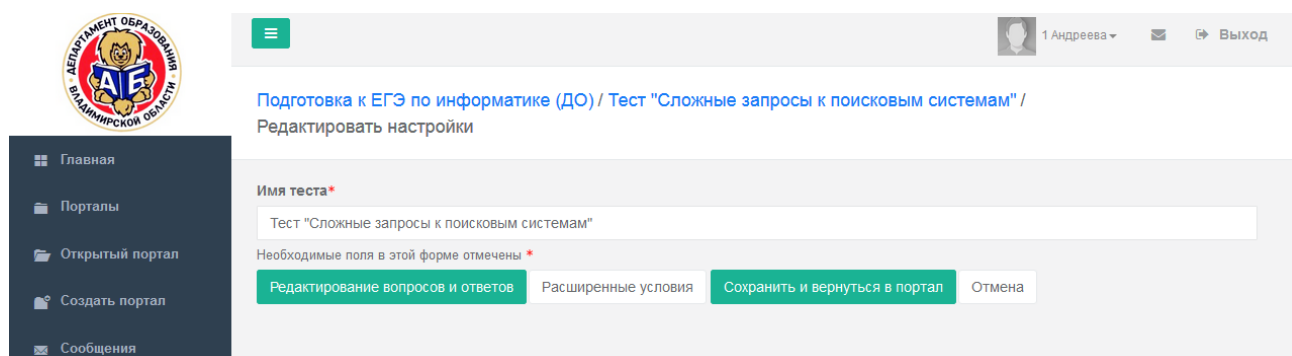 ДЕПАРТАМЕНТ ОБРАЗОВАНИЯ
ВЛАДИМИРСКОЙ ОБЛАСТИ
АБ
1 Андреева
Выход
Подготовка к ЕГЭ по информатике (ДО) / Тест "Сложные запросы к поисковым системам" /
Редактировать настройки
Главная
Порталы
Открытый портал
Создать портал
Сообщения
Имя теста*
Тест "Сложные запросы к поисковым системам"
Необходимые поля в этой форме отмечены *
Редактирование вопросов и ответов Расширенные условия Сохранить и вернуться в портал Отмена